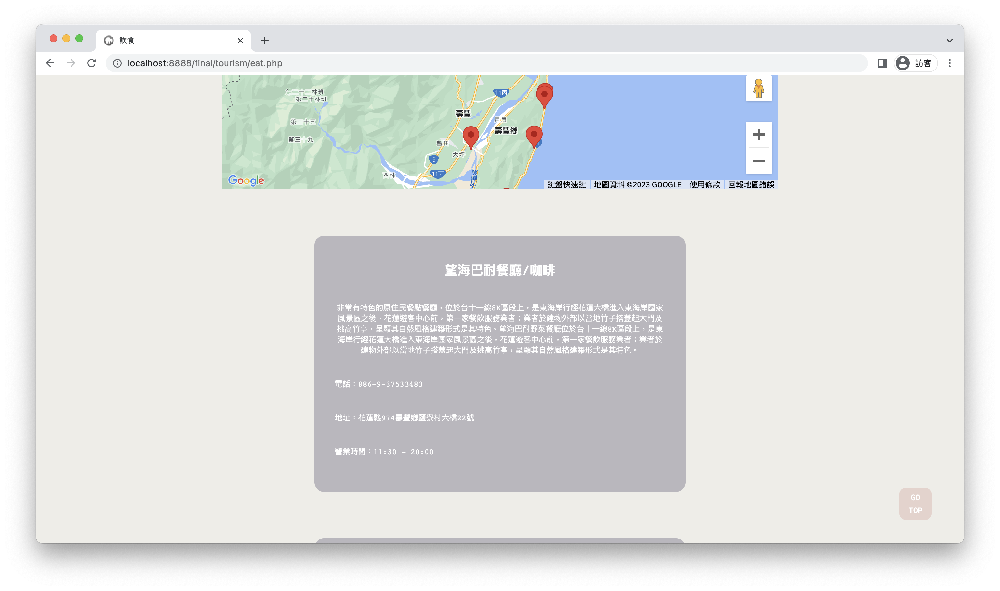 飲食
localhost:8888/final/tourism/eat.php
訪客
第二十二林班
第二十林班
11丙
壽豐
月眉
第三十五
壽豐鄉
第三十九
豐田
大坪
9
11丙
西林
花蓮溪
Google
鍵盤快速鍵 地圖資料 ©2023 GOOGLE 使用條款 回報地圖錯誤
望海巴耐餐廳/咖啡
非常有特色的原住民餐點餐廳，位於台十一線8K區段上，是東海岸行經花蓮大橋進入東海岸國家
風景區之後，花蓮遊客中心前，第一家餐飲服務業者；業者於建物外部以當地竹子搭蓋起大門及
挑高竹亭，呈顯其自然風格建築形式是其特色。望海巴耐野菜餐廳位於台十一線8K區段上，是東
海岸行經花蓮大橋進入東海岸國家風景區之後，花蓮遊客中心前，第一家餐飲服務業者；業者於
建物外部以當地竹子搭蓋起大門及挑高竹亭，呈顯其自然風格建築形式是其特色。
電話：886-9-37533483
地址：花蓮縣974壽豐鄉鹽寮村大橋22號
營業時間：11:30 - 20:00
GO
TOP